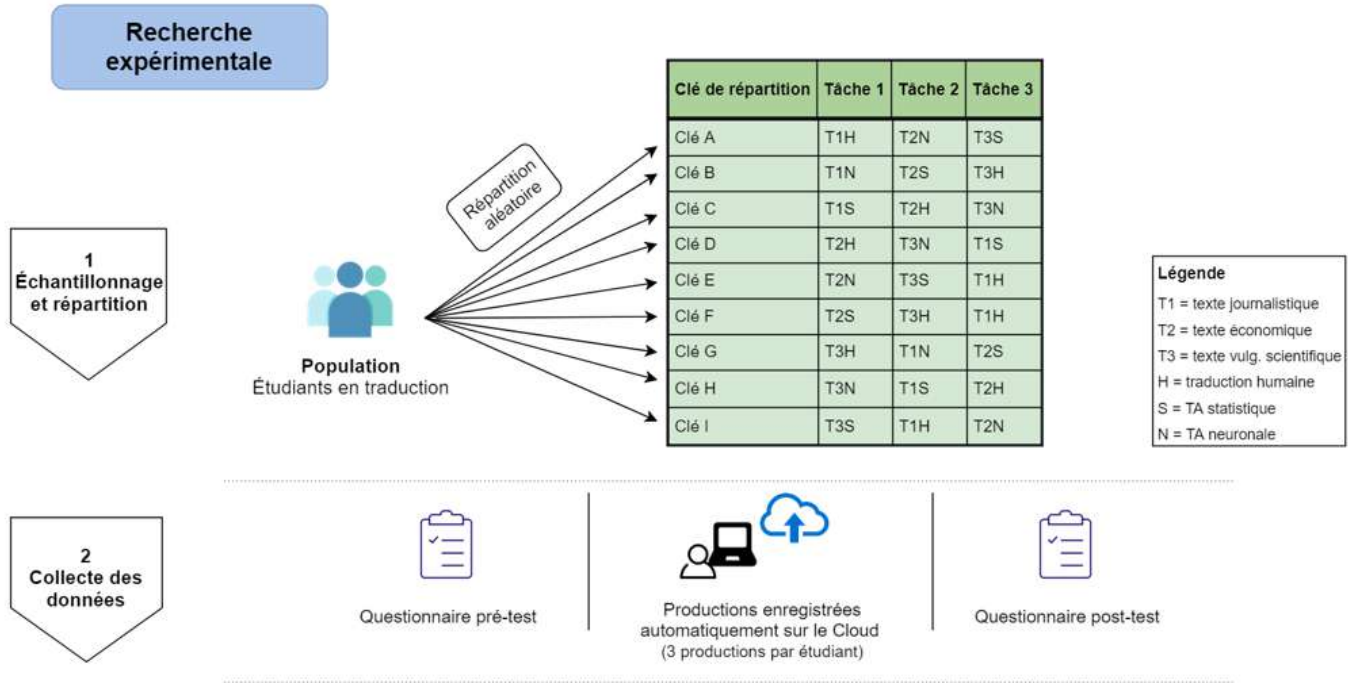 Recherche
expérimentale
Répartition
aléatoire
1
Échantillonnage
et répartition
Population
Étudiants en traduction
Clé de répartition Tâche 1 Tâche 2 Tâche 3
Clé A T1H T2N T3S
Clé B T1N T2S T3H
Clé C T1S T2H T3N
Clé D T2H T3N T1S
Clé E T2N T3S T1H
Clé F T2S T3H T1H
Clé G T3H T1N T2S
Clé H T3N T1S T2H
Clé I T3S T1H T2N
Légende
T1 = texte journalistique
T2 = texte économique
T3 = texte vulg. scientifique
H = traduction humaine
S = TA statistique
N = TA neuronale
2
Collecte des
données
Questionnaire pré-test
Productions enregistrées
automatiquement sur le Cloud
(3 productions par étudiant)
Questionnaire post-test